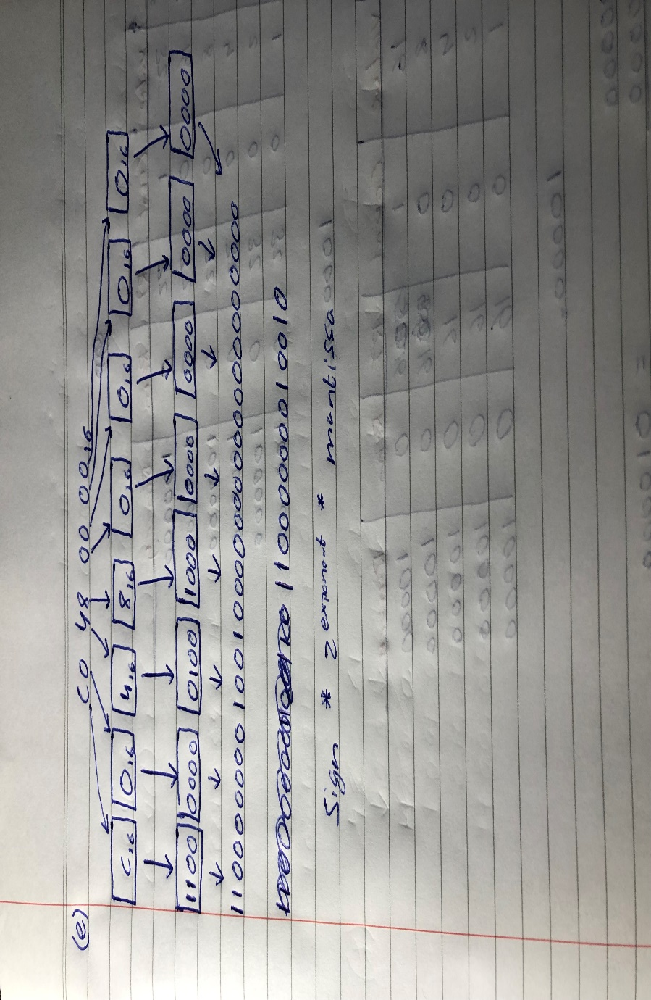 (e) C0 48 00 00₁₆
C₁₆ 0₁₆ 4₁₆ 8₁₆ 0₁₆ 0₁₆ 0₁₆ 0₁₆
1100 0000 0100 1000 0000 0000 0000 0000
11000000010010000000000000000000
11000000010010
Sign * 2 exponent * mantissa